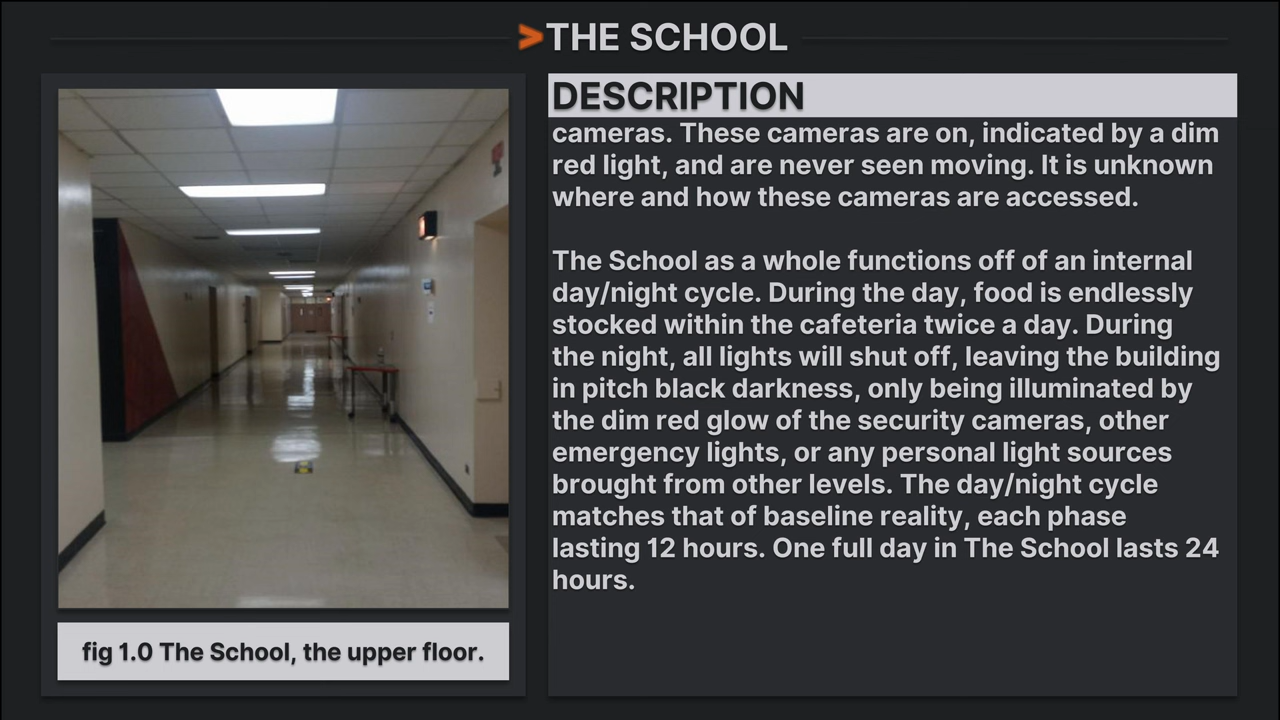 >THE SCHOOL
DESCRIPTION
cameras. These cameras are on, indicated by a dim
red light, and are never seen moving. It is unknown
where and how these cameras are accessed.
The School as a whole functions off of an internal
day/night cycle. During the day, food is endlessly
stocked within the cafeteria twice a day. During
the night, all lights will shut off, leaving the building
in pitch black darkness, only being illuminated by
the dim red glow of the security cameras, other
emergency lights, or any personal light sources
brought from other levels. The day/night cycle
matches that of baseline reality, each phase
lasting 12 hours. One full day in The School lasts 24
hours.
fig 1.0 The School, the upper floor.